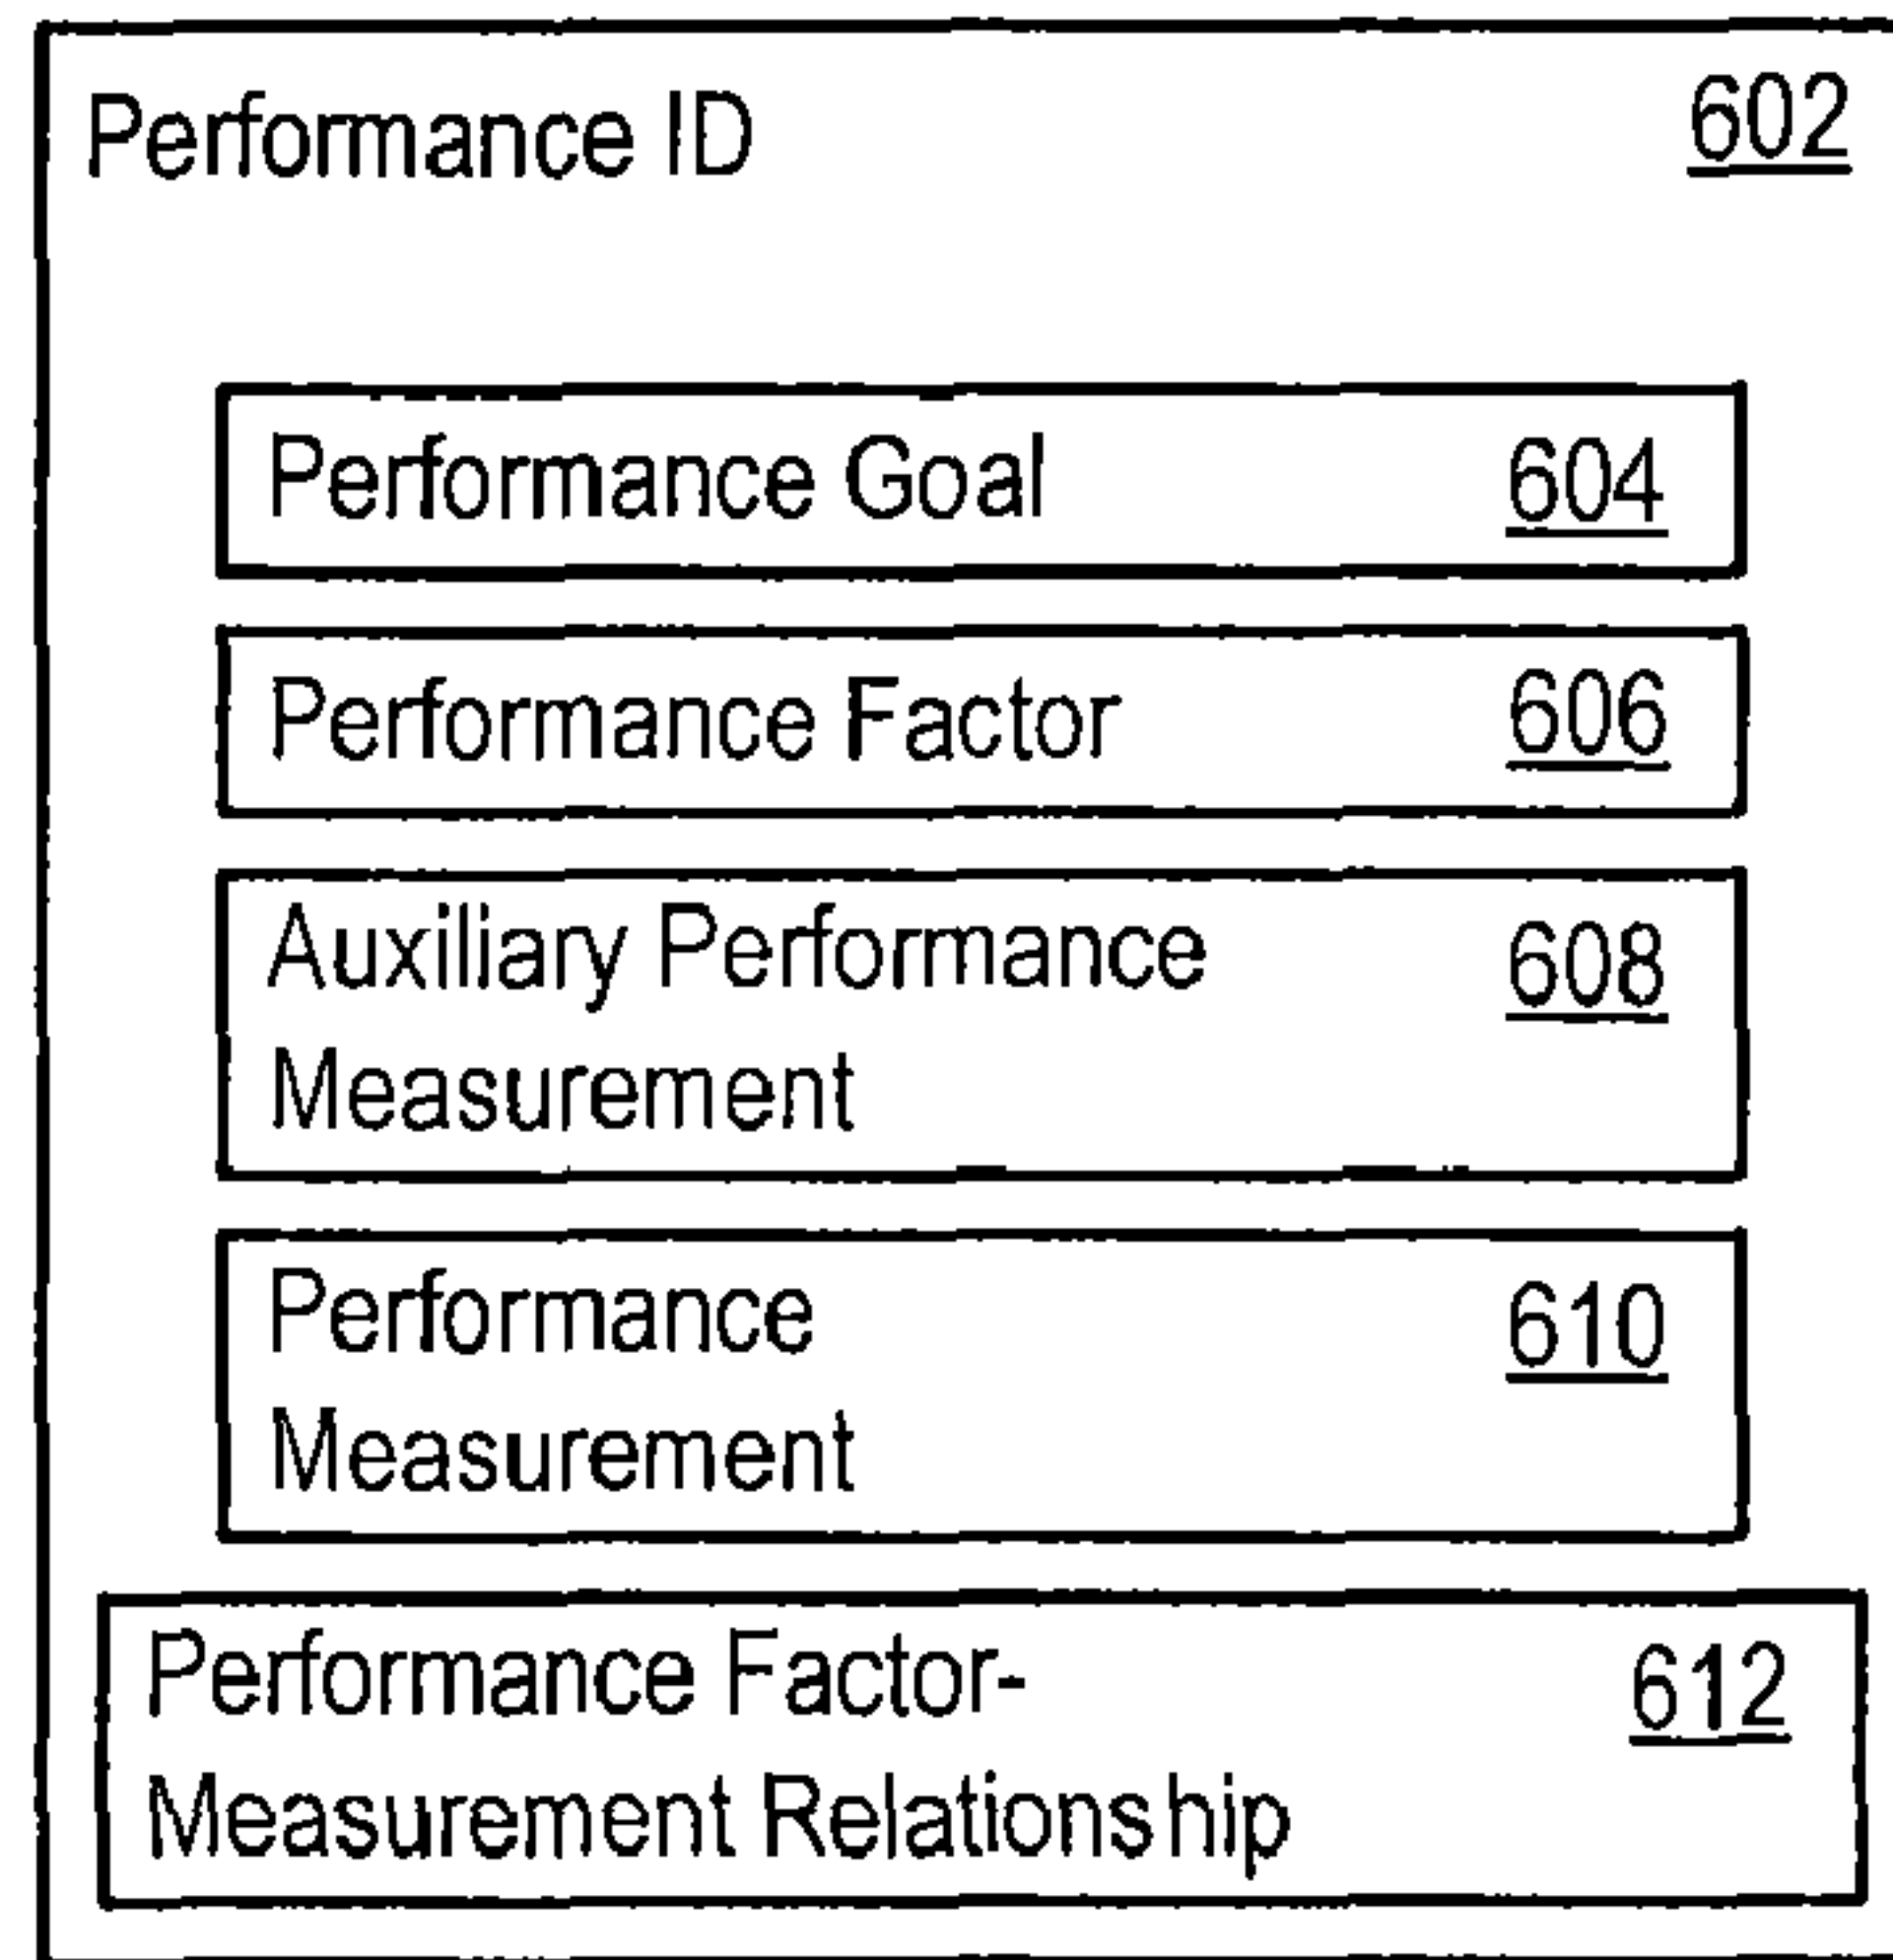 Performance ID 602
Performance Goal 604
Performance Factor 606
Auxiliary Performance 608
Measurement
Performance 610
Measurement
Performance Factor- 612
Measurement Relationship